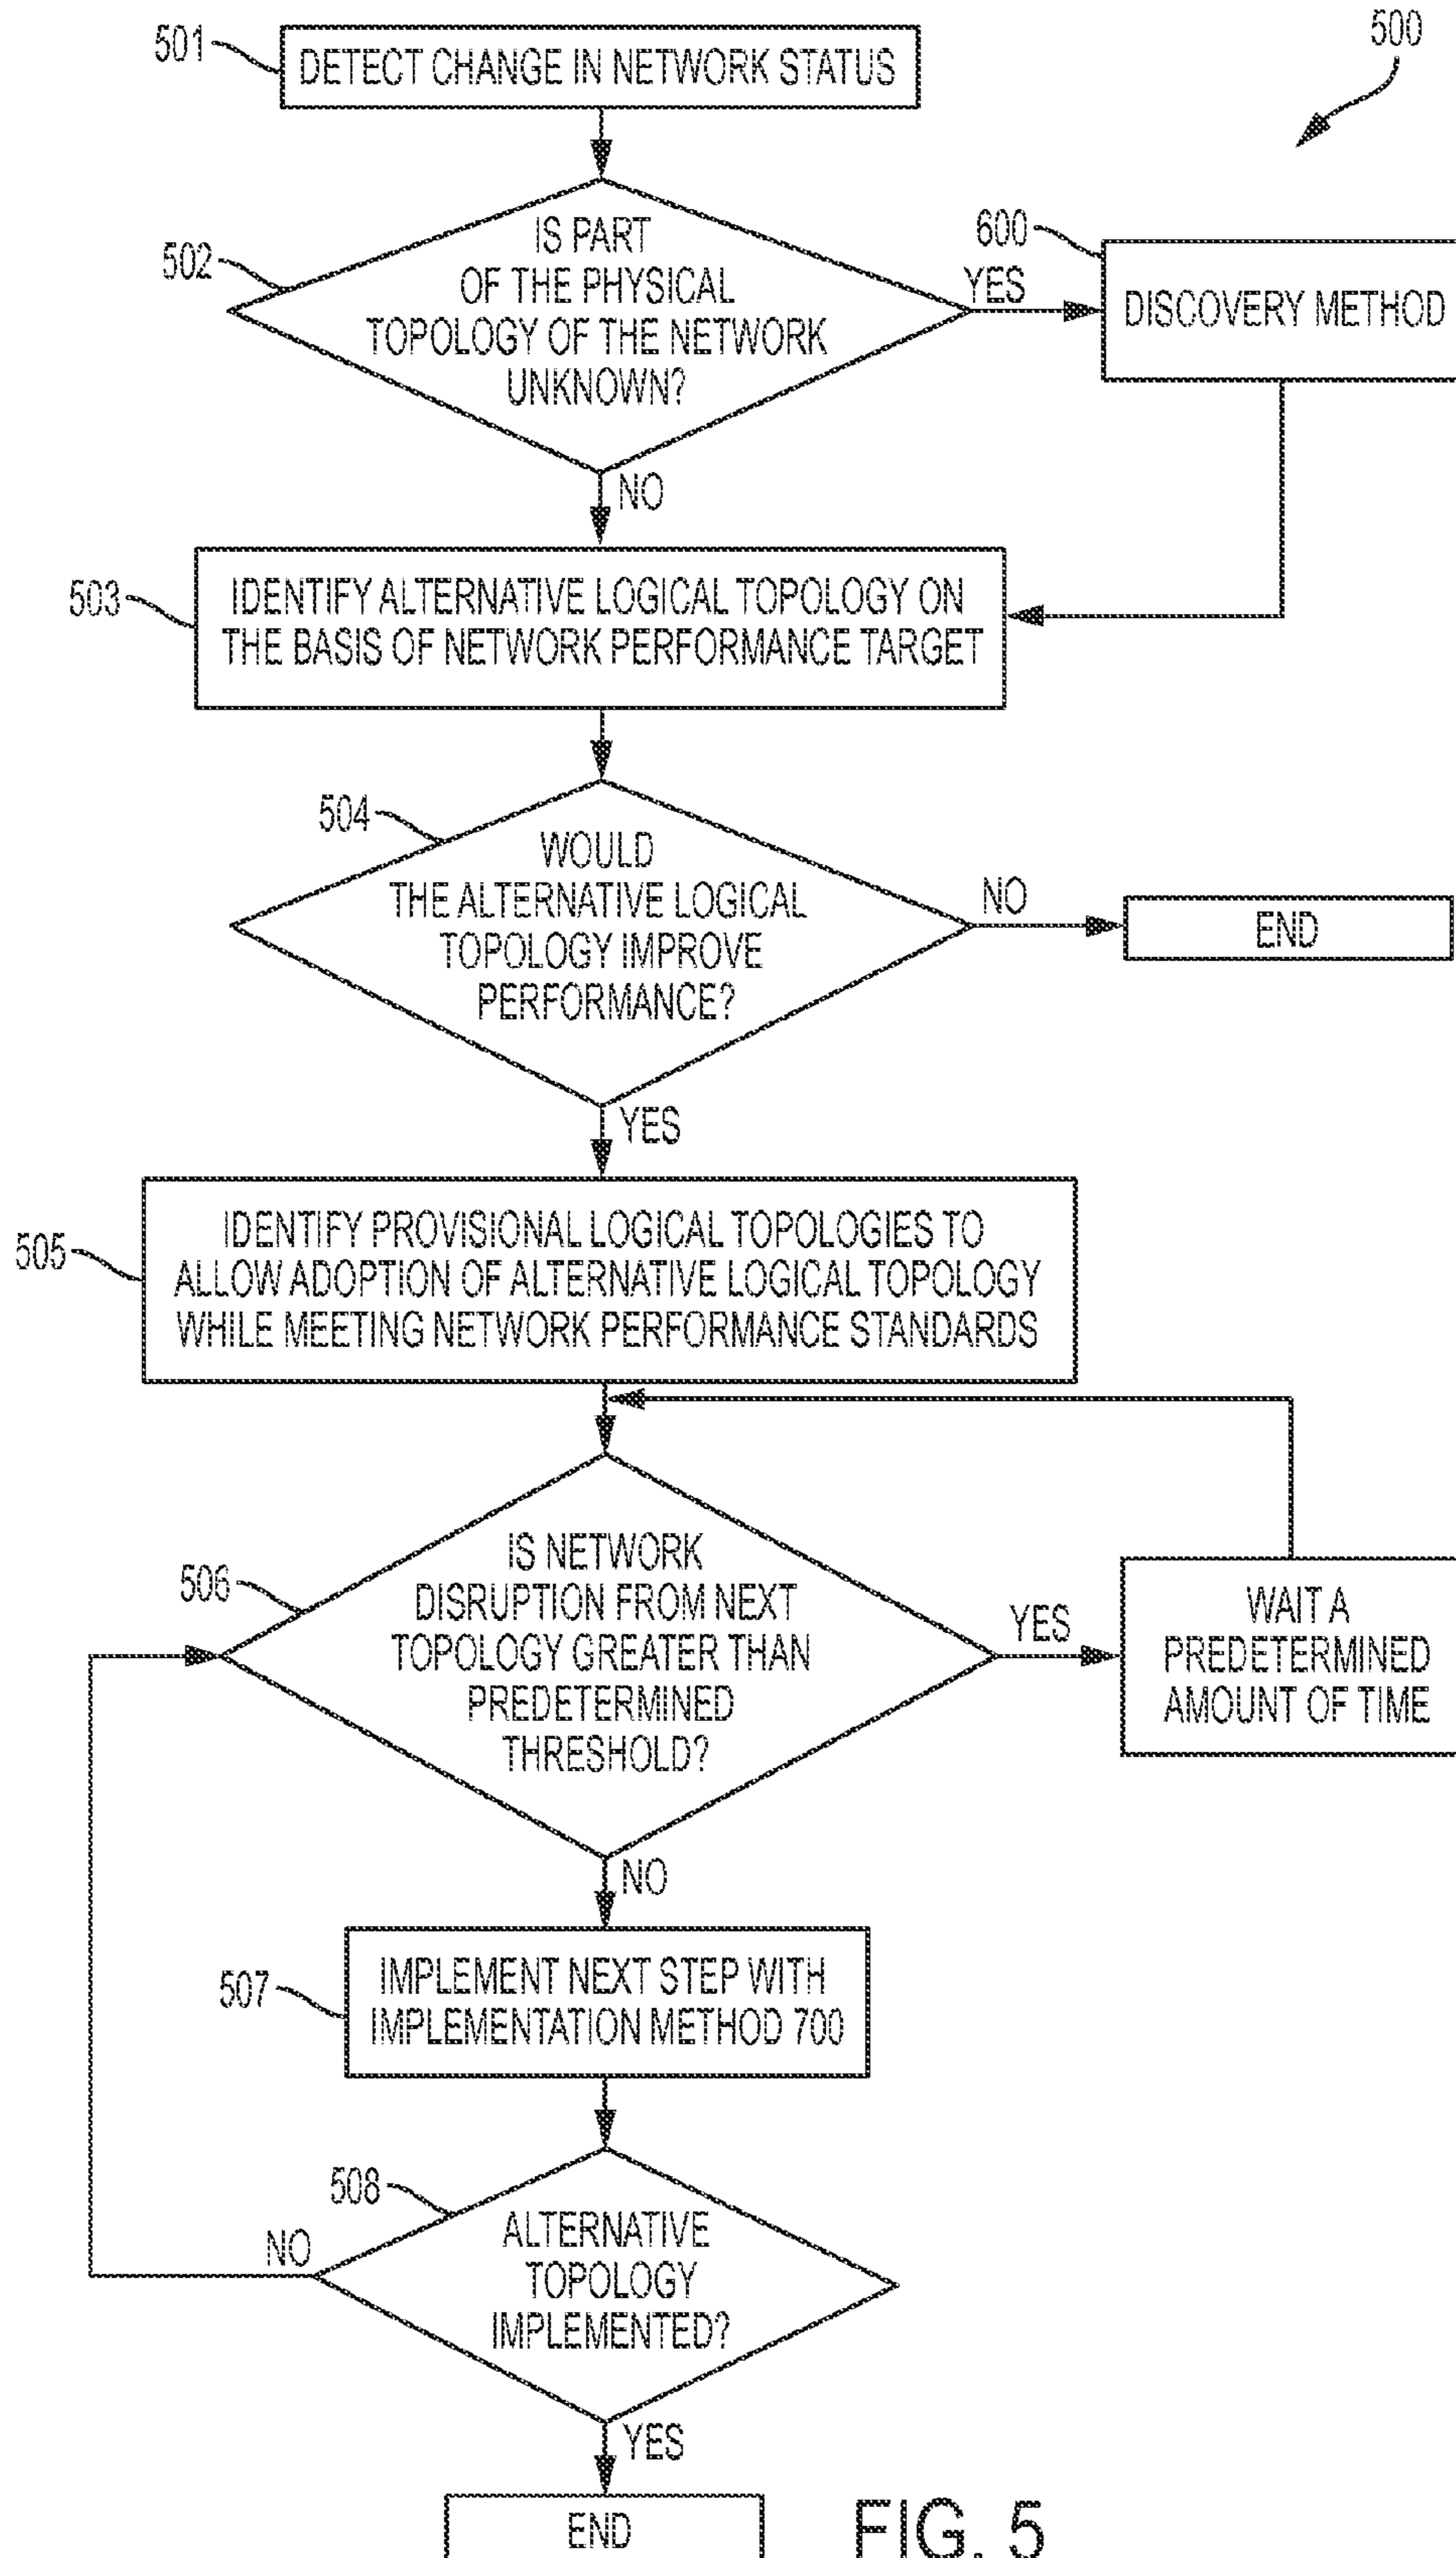 500
501
DETECT CHANGE IN NETWORK STATUS
502
IS PART
OF THE PHYSICAL
TOPOLOGY OF THE NETWORK
UNKNOWN?
YES
600
DISCOVERY METHOD
NO
503
IDENTIFY ALTERNATIVE LOGICAL TOPOLOGY ON
THE BASIS OF NETWORK PERFORMANCE TARGET
504
WOULD
THE ALTERNATIVE LOGICAL
TOPOLOGY IMPROVE
PERFORMANCE?
NO
END
YES
505
IDENTIFY PROVISIONAL LOGICAL TOPOLOGIES TO
ALLOW ADOPTION OF ALTERNATIVE LOGICAL TOPOLOGY
WHILE MEETING NETWORK PERFORMANCE STANDARDS
506
IS NETWORK
DISRUPTION FROM NEXT
TOPOLOGY GREATER THAN
PREDETERMINED
THRESHOLD?
YES
WAIT A
PREDETERMINED
AMOUNT OF TIME
NO
507
IMPLEMENT NEXT STEP WITH
IMPLEMENTATION METHOD 700
508
ALTERNATIVE
TOPOLOGY
IMPLEMENTED?
NO
YES
END
FIG. 5